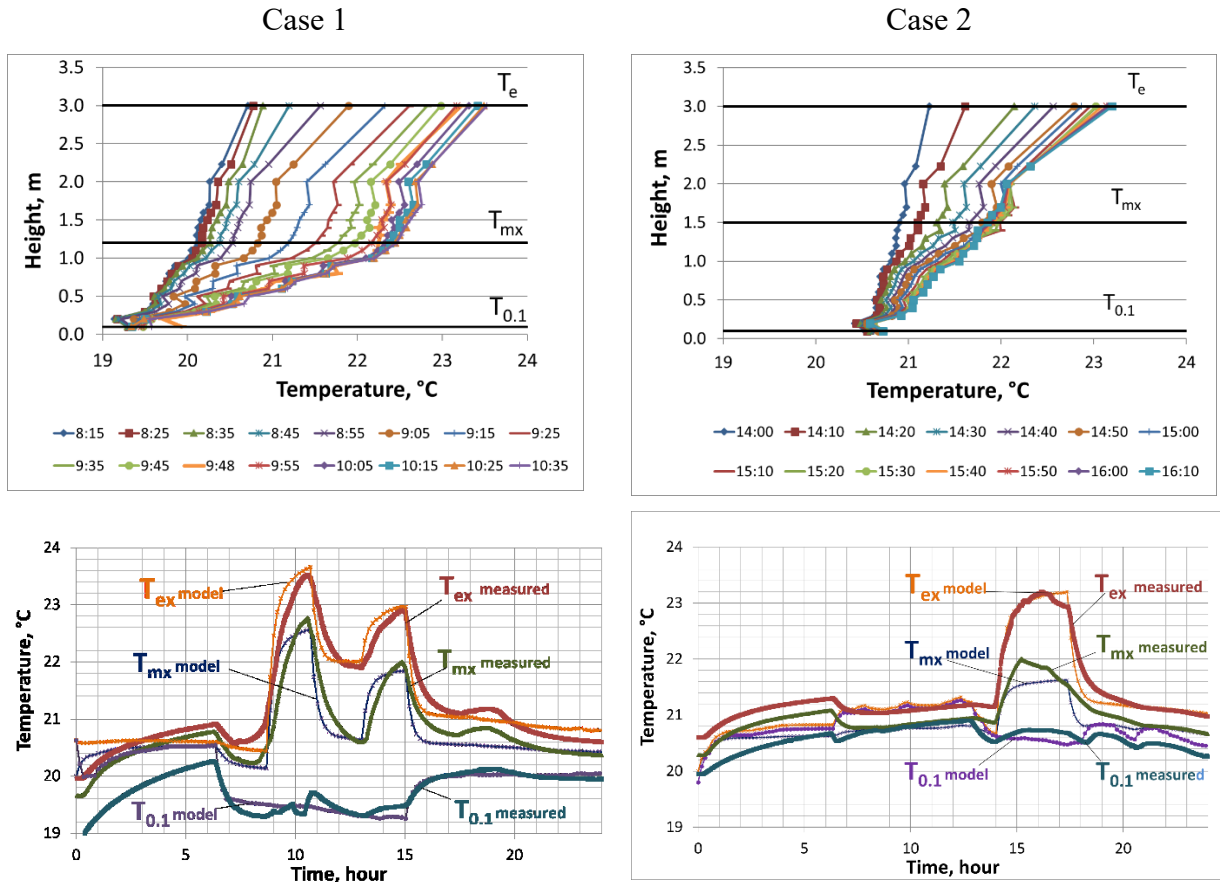 Case 1
Case 2
3.5
3.0
2.5
2.0
1.5
1.0
0.5
0.0
Height, m
Te
Tmx
T0.1
19 20 21 22 23 24
Temperature, °C
8:15 8:25 8:35 8:45 8:55 9:05 9:15 9:25
9:35 9:45 9:48 9:55 10:05 10:15 10:25 10:35
3.5
3.0
2.5
2.0
1.5
1.0
0.5
0.0
Height, m
Te
Tmx
T0.1
19 20 21 22 23 24
Temperature, °C
14:00 14:10 14:20 14:30 14:40 14:50 15:00
15:10 15:20 15:30 15:40 15:50 16:00 16:10
24
23
22
21
20
19
Temperature, °C
Tex model
Tex measured
Tmx model
Tmx measured
T0.1 model
T0.1 measured
0 5 10 15 20
Time, hour
24
23
22
21
20
19
Temperature, °C
Tex model
Tex measured
Tmx model
Tmx measured
T0.1 model
T0.1 measured
0 5 10 15 20
Time, hour